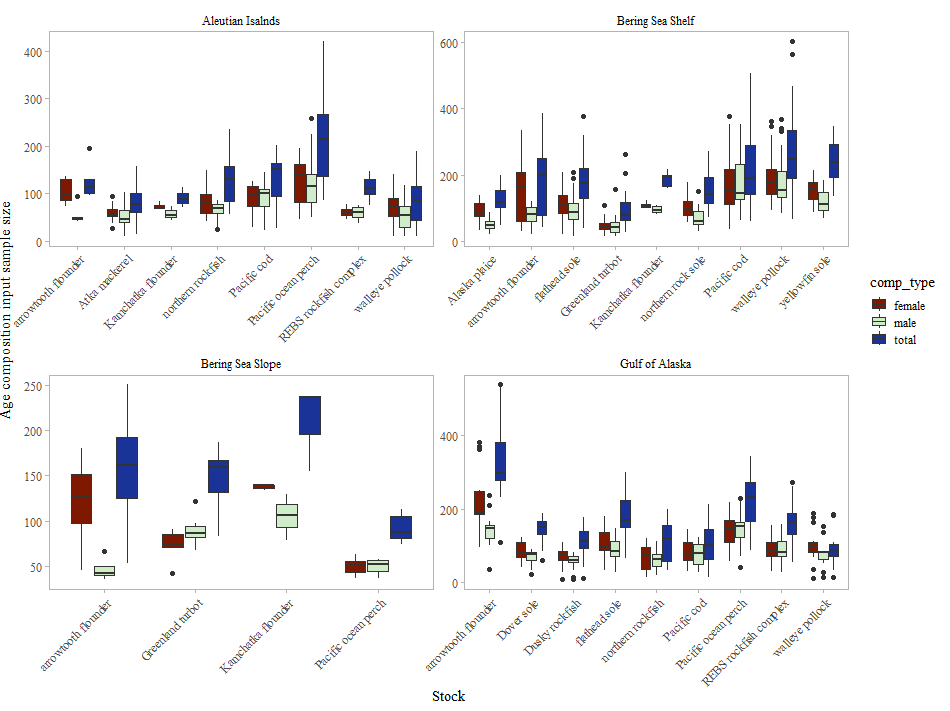 Aleutian Isalnds
Bering Sea Shelf
400
300
200
100
0
600
400
200
0
arrowtooth flounder
Atka mackerel
Kamchatka flounder
northern rockfish
Pacific cod
Pacific ocean perch
REBS rockfish complex
walleye pollock
Alaska plaice
arrowtooth flounder
flathead sole
Greenland turbot
Kamchatka flounder
northern rock sole
Pacific cod
walleye pollock
yellowfin sole
Age composition input sample size
comp_type
female
male
total
Bering Sea Slope
Gulf of Alaska
250
200
150
100
50
400
200
0
arrowtooth flounder
Greenland turbot
Kamchatka flounder
Pacific ocean perch
arrowtooth flounder
Dover sole
Dusky rockfish
flathead sole
northern rockfish
Pacific cod
Pacific ocean perch
REBS rockfish complex
walleye pollock
Stock